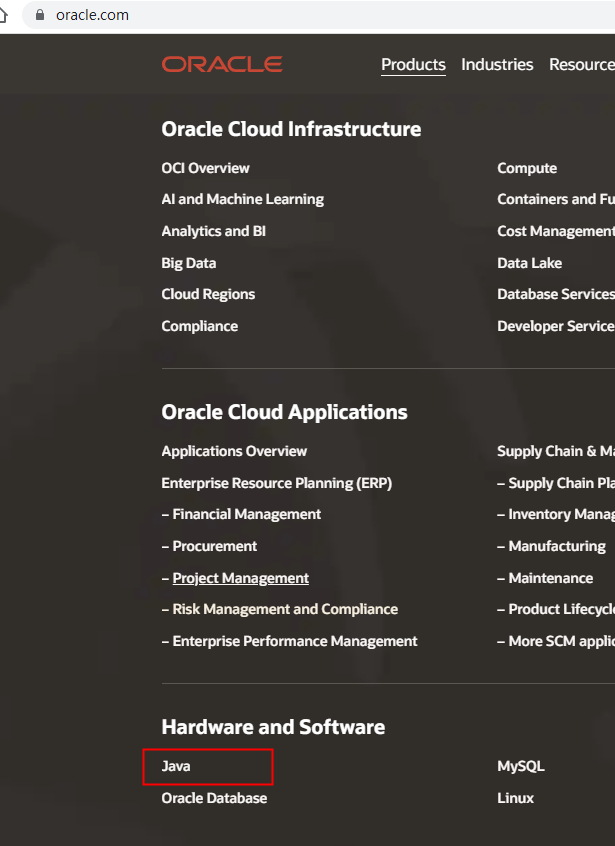 oracle.com
ORACLE Products Industries Resource
Oracle Cloud Infrastructure
OCI Overview
AI and Machine Learning
Analytics and BI
Big Data
Cloud Regions
Compliance
Compute
Containers and Fu
Cost Management
Data Lake
Database Services
Developer Service
Oracle Cloud Applications
Applications Overview
Enterprise Resource Planning (ERP)
– Financial Management
– Procurement
– Project Management
– Risk Management and Compliance
– Enterprise Performance Management
Supply Chain & Ma
– Supply Chain Pla
– Inventory Manag
– Manufacturing
– Maintenance
– Product Lifecycle
– More SCM applic
Hardware and Software
Java
Oracle Database
MySQL
Linux